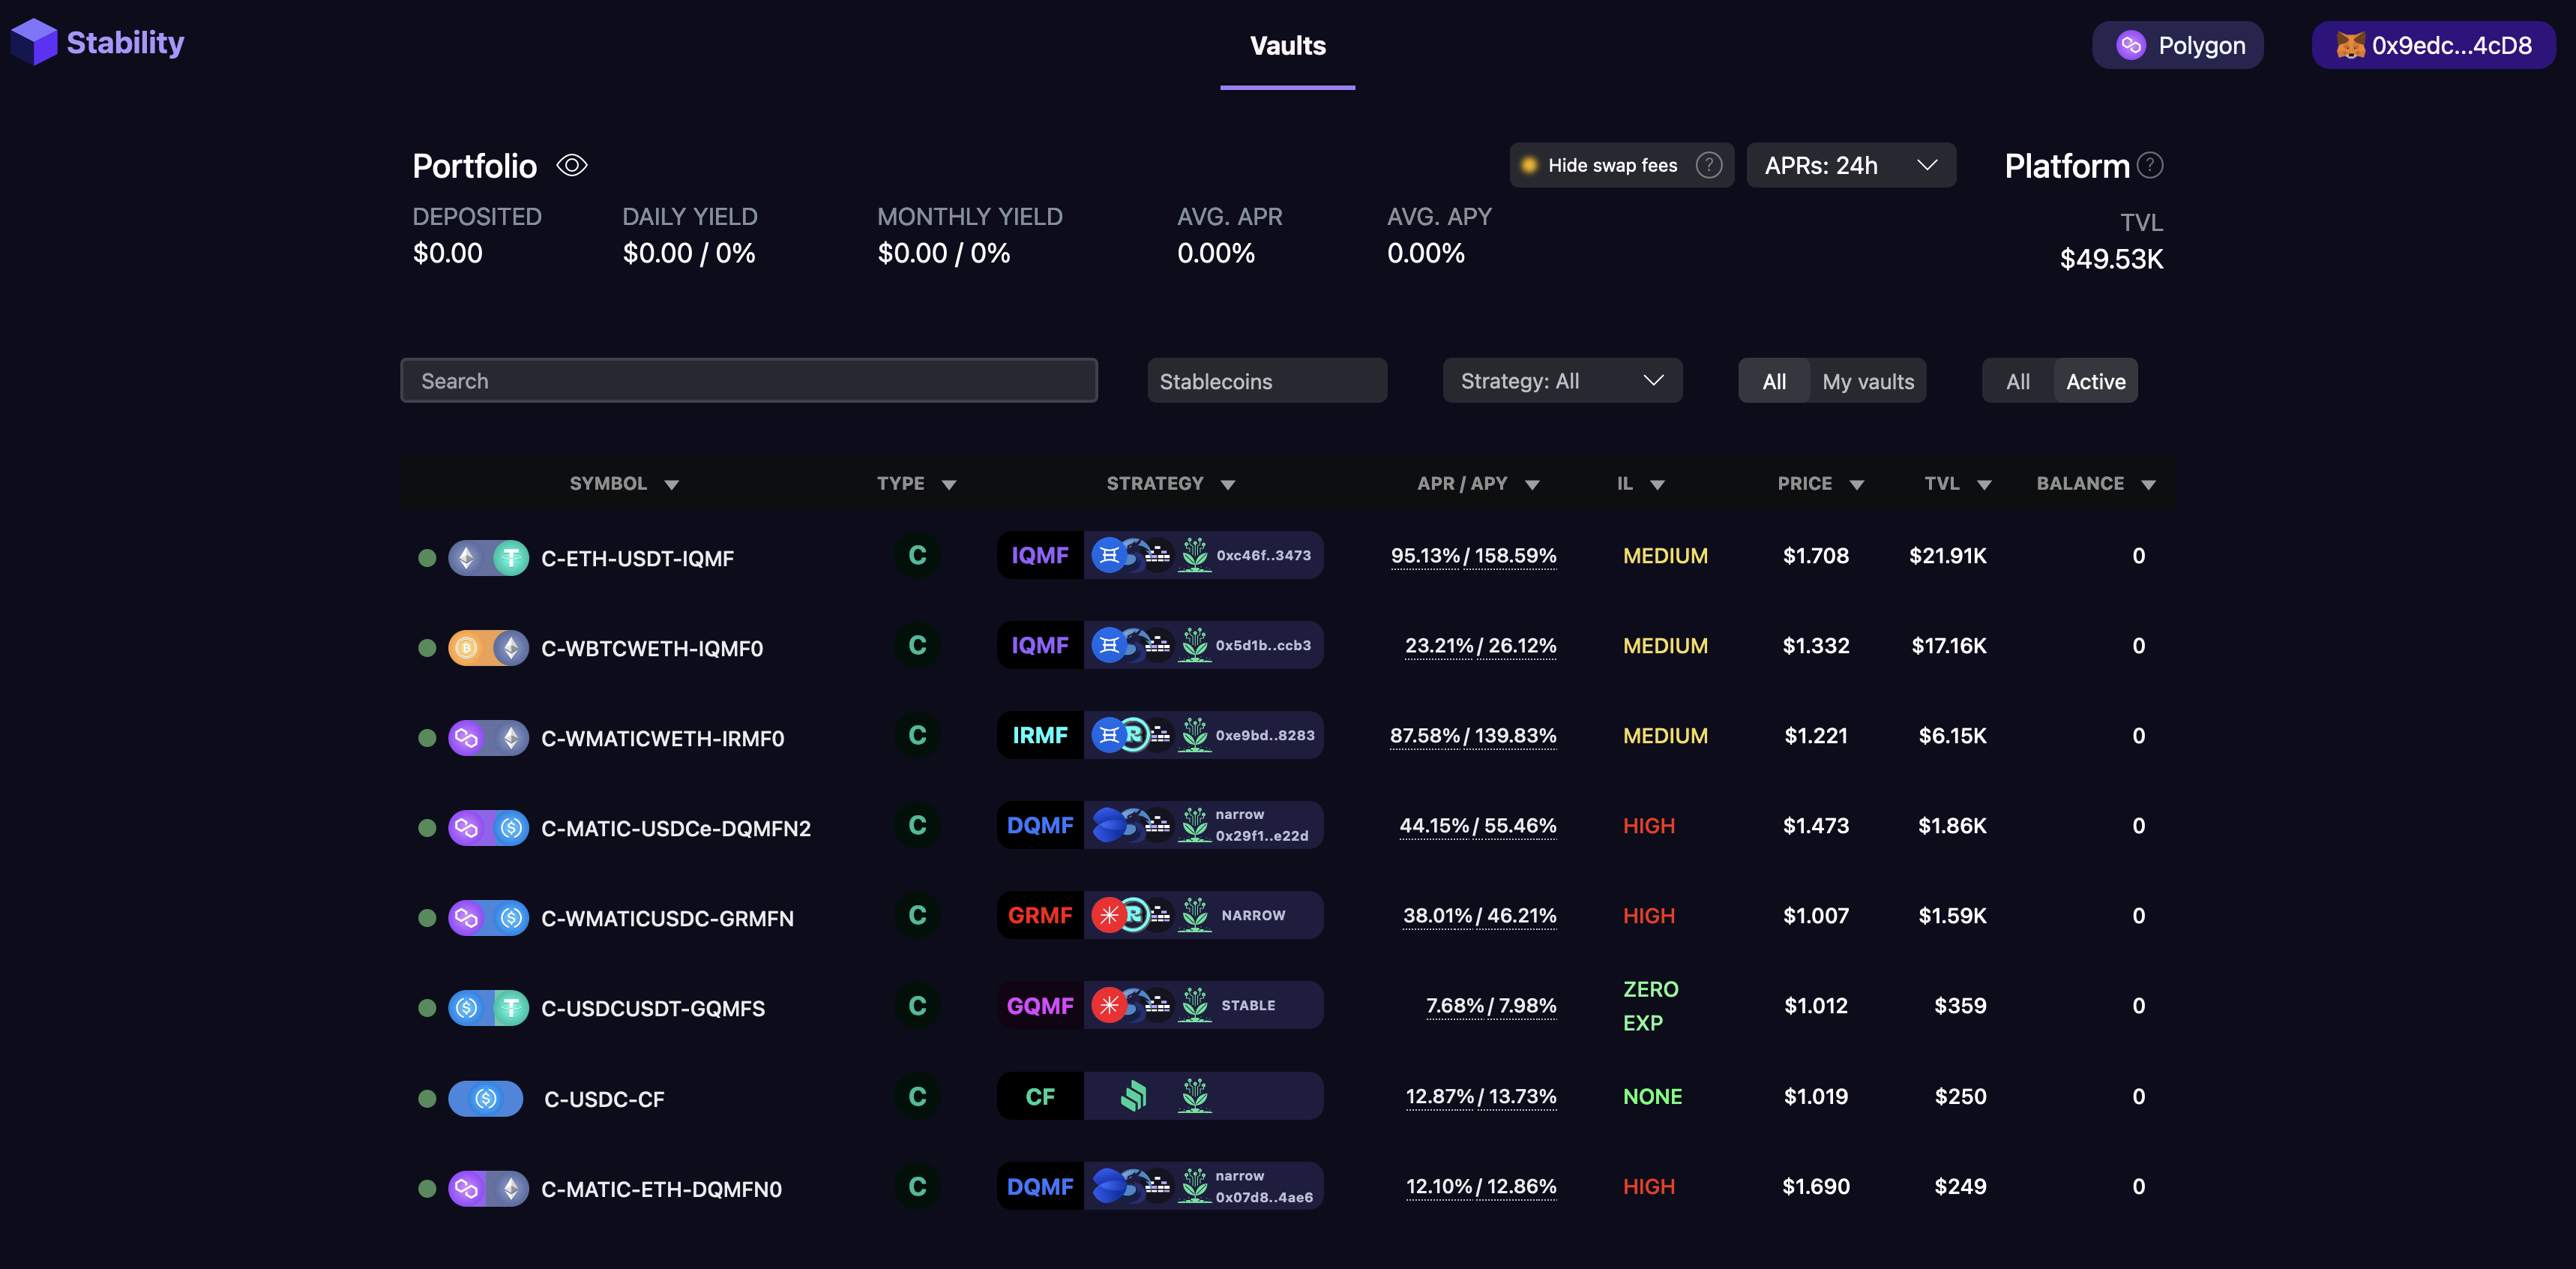 Stability
Vaults
Polygon
0x9edc...4cD8
Portfolio
Hide swap fees ?
APRs: 24h
Platform ?
DEPOSITED DAILY YIELD MONTHLY YIELD AVG. APR AVG. APY TVL
$0.00 $0.00 / 0% $0.00 / 0% 0.00% 0.00% $49.53K
Search Stablecoins Strategy: All All My vaults All Active
SYMBOL TYPE STRATEGY APR / APY IL PRICE TVL BALANCE
C-ETH-USDT-IQMF C IQMF 0xc46f..3473 95.13% / 158.59% MEDIUM $1.708 $21.91K 0
C-WBTCWETH-IQMF0 C IQMF 0x5d1b..ccb3 23.21% / 26.12% MEDIUM $1.332 $17.16K 0
C-WMATICWETH-IRMF0 C IRMF 0xe9bd..8283 87.58% / 139.83% MEDIUM $1.221 $6.15K 0
C-MATIC-USDCe-DQMFN2 C DQMF narrow 0x29f1..e22d 44.15% / 55.46% HIGH $1.473 $1.86K 0
C-WMATICUSDC-GRMFN C GRMF NARROW 38.01% / 46.21% HIGH $1.007 $1.59K 0
C-USDCUSDT-GQMFS C GQMF STABLE 7.68% / 7.98% ZERO EXP $1.012 $359 0
C-USDC-CF C CF 12.87% / 13.73% NONE $1.019 $250 0
C-MATIC-ETH-DQMFN0 C DQMF narrow 0x07d8..4ae6 12.10% / 12.86% HIGH $1.690 $249 0